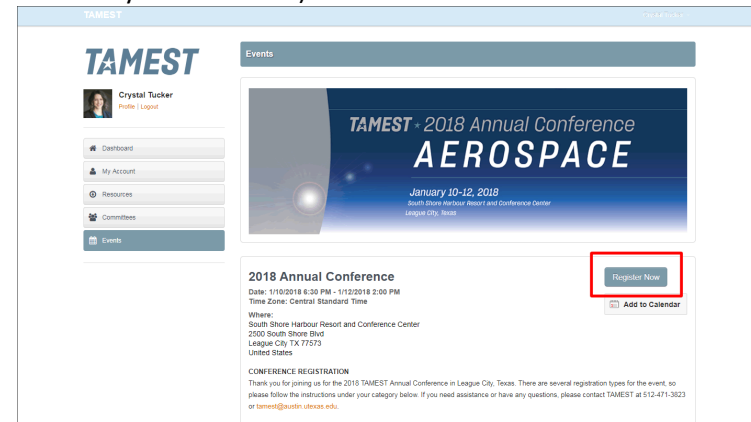 TAMEST
TAMEST
Crystal Tucker
Profile | Logout
Dashboard
My Account
Resources
Committees
Events
Events
TAMEST ★ 2018 Annual Conference
AEROSPACE
January 10-12, 2018
South Shore Harbour Resort and Conference Center
League City, Texas
2018 Annual Conference
Register Now
Add to Calendar
Date: 1/10/2018 6:30 PM - 1/12/2018 2:00 PM
Time Zone: Central Standard Time
Where:
South Shore Harbour Resort and Conference Center
2500 South Shore Blvd
League City TX 77573
United States
CONFERENCE REGISTRATION
Thank you for joining us for the 2018 TAMEST Annual Conference in League City, Texas. There are several registration types for the event, so
please follow the instructions under your category below. If you need assistance or have any questions, please contact TAMEST at 512-471-3823
or tamest@austin.utexas.edu.